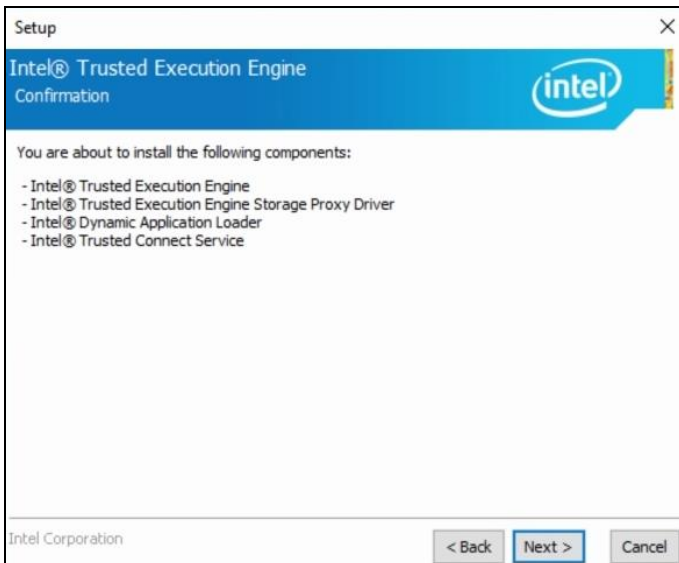 Setup
Intel® Trusted Execution Engine
Confirmation
intel
You are about to install the following components:
- Intel® Trusted Execution Engine
- Intel® Trusted Execution Engine Storage Proxy Driver
- Intel® Dynamic Application Loader
- Intel® Trusted Connect Service
Intel Corporation
< Back Next > Cancel